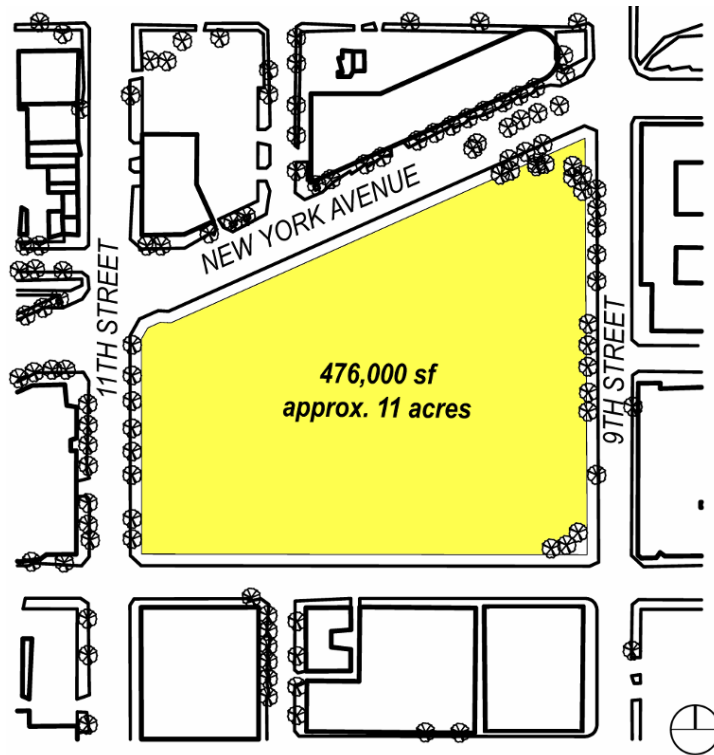 NEW YORK AVENUE
11TH STREET
9TH STREET
476,000 sf
approx. 11 acres